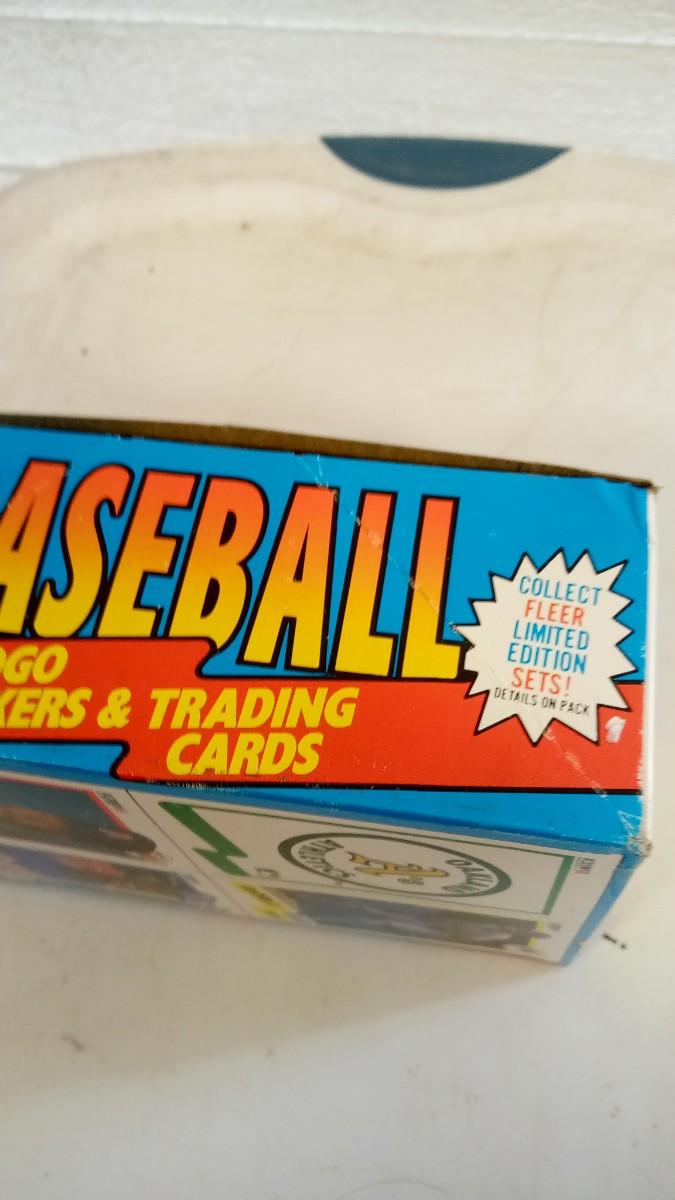 ASEBALL
OGO
KERS & TRADING
CARDS
COLLECT
FLEER
LIMITED
EDITION
SETS!
DETAILS ON PACK